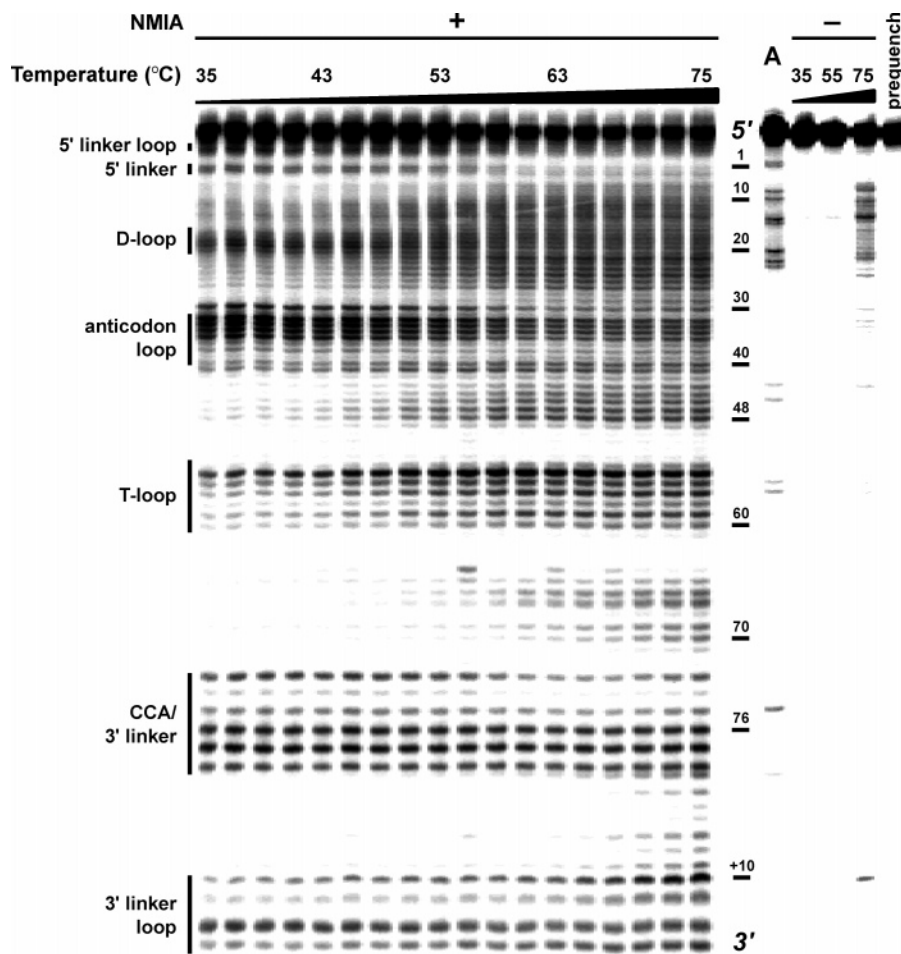 NMIA + −
prequench
Temperature (°C) 35 43 53 63 75 A 35 55 75
5' linker loop 5'
5' linker 1
10
D-loop 20
30
anticodon
loop 40
48
T-loop 60
70
CCA/
3' linker 76
+10
3' linker
loop 3'